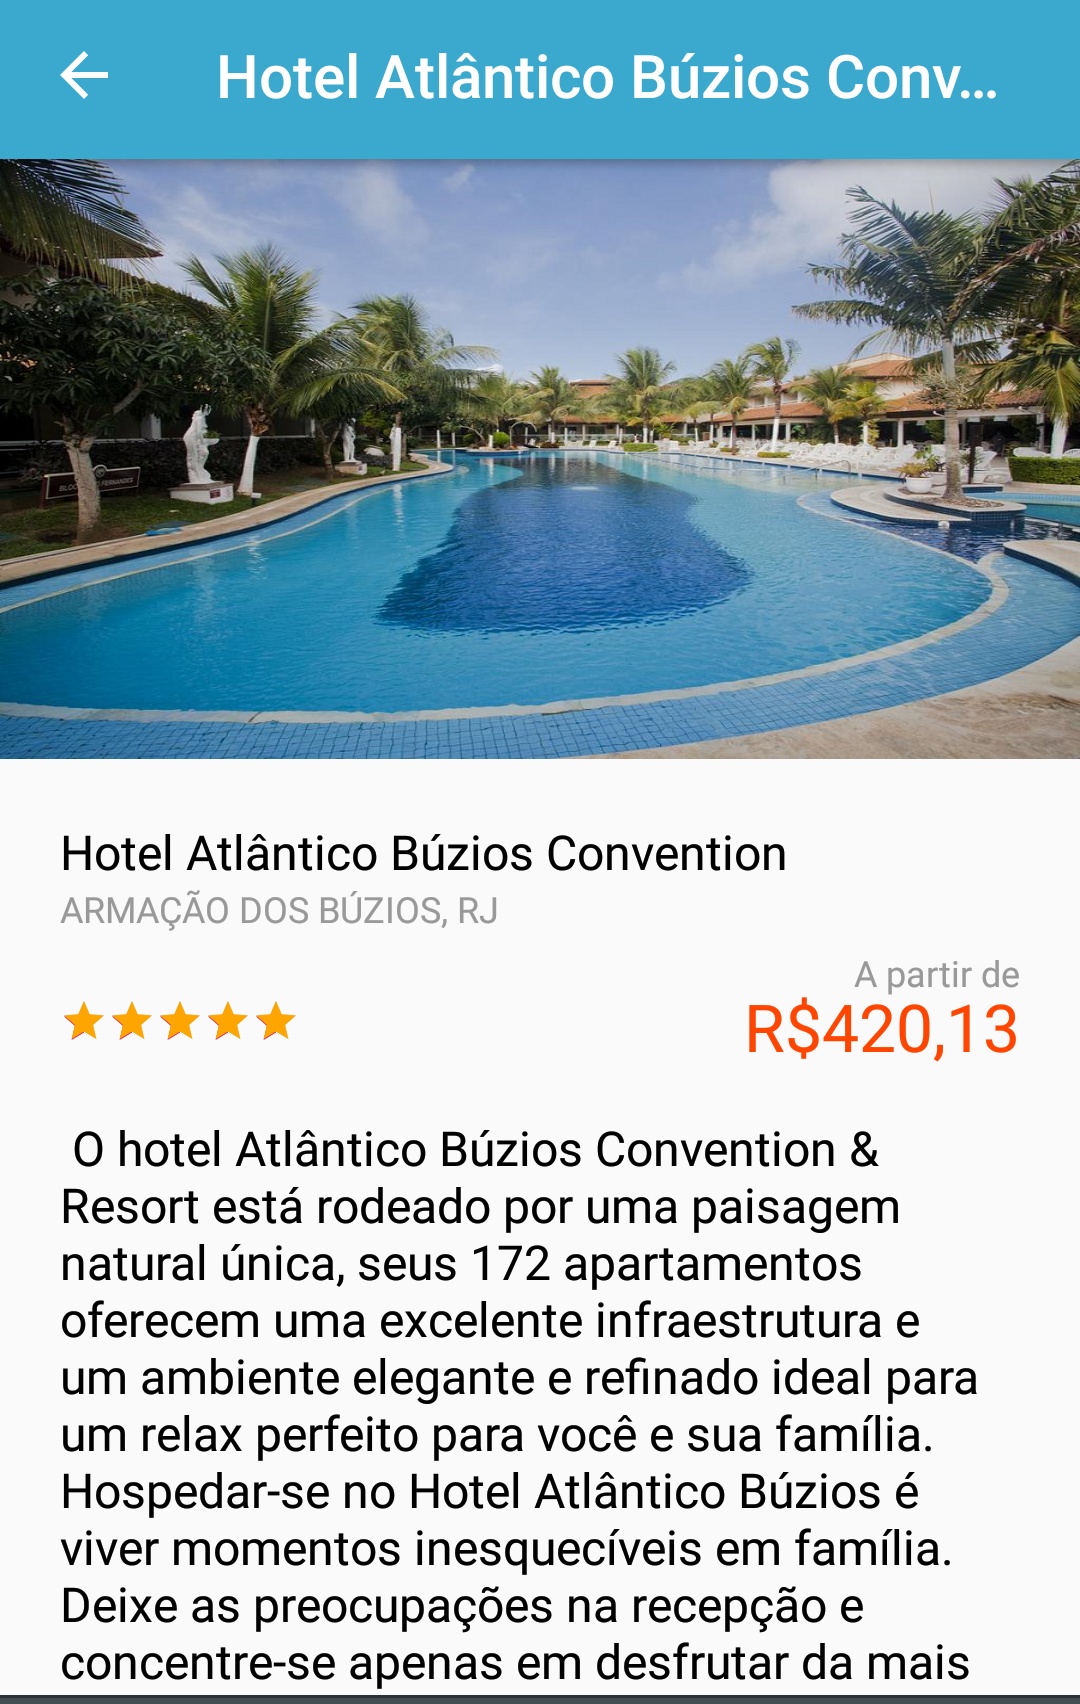 Hotel Atlântico Búzios Conv...
Hotel Atlântico Búzios Convention
ARMAÇÃO DOS BÚZIOS, RJ
A partir de
R$420,13
O hotel Atlântico Búzios Convention &
Resort está rodeado por uma paisagem
natural única, seus 172 apartamentos
oferecem uma excelente infraestrutura e
um ambiente elegante e refinado ideal para
um relax perfeito para você e sua família.
Hospedar-se no Hotel Atlântico Búzios é
viver momentos inesquecíveis em família.
Deixe as preocupações na recepção e
concentre-se apenas em desfrutar da mais